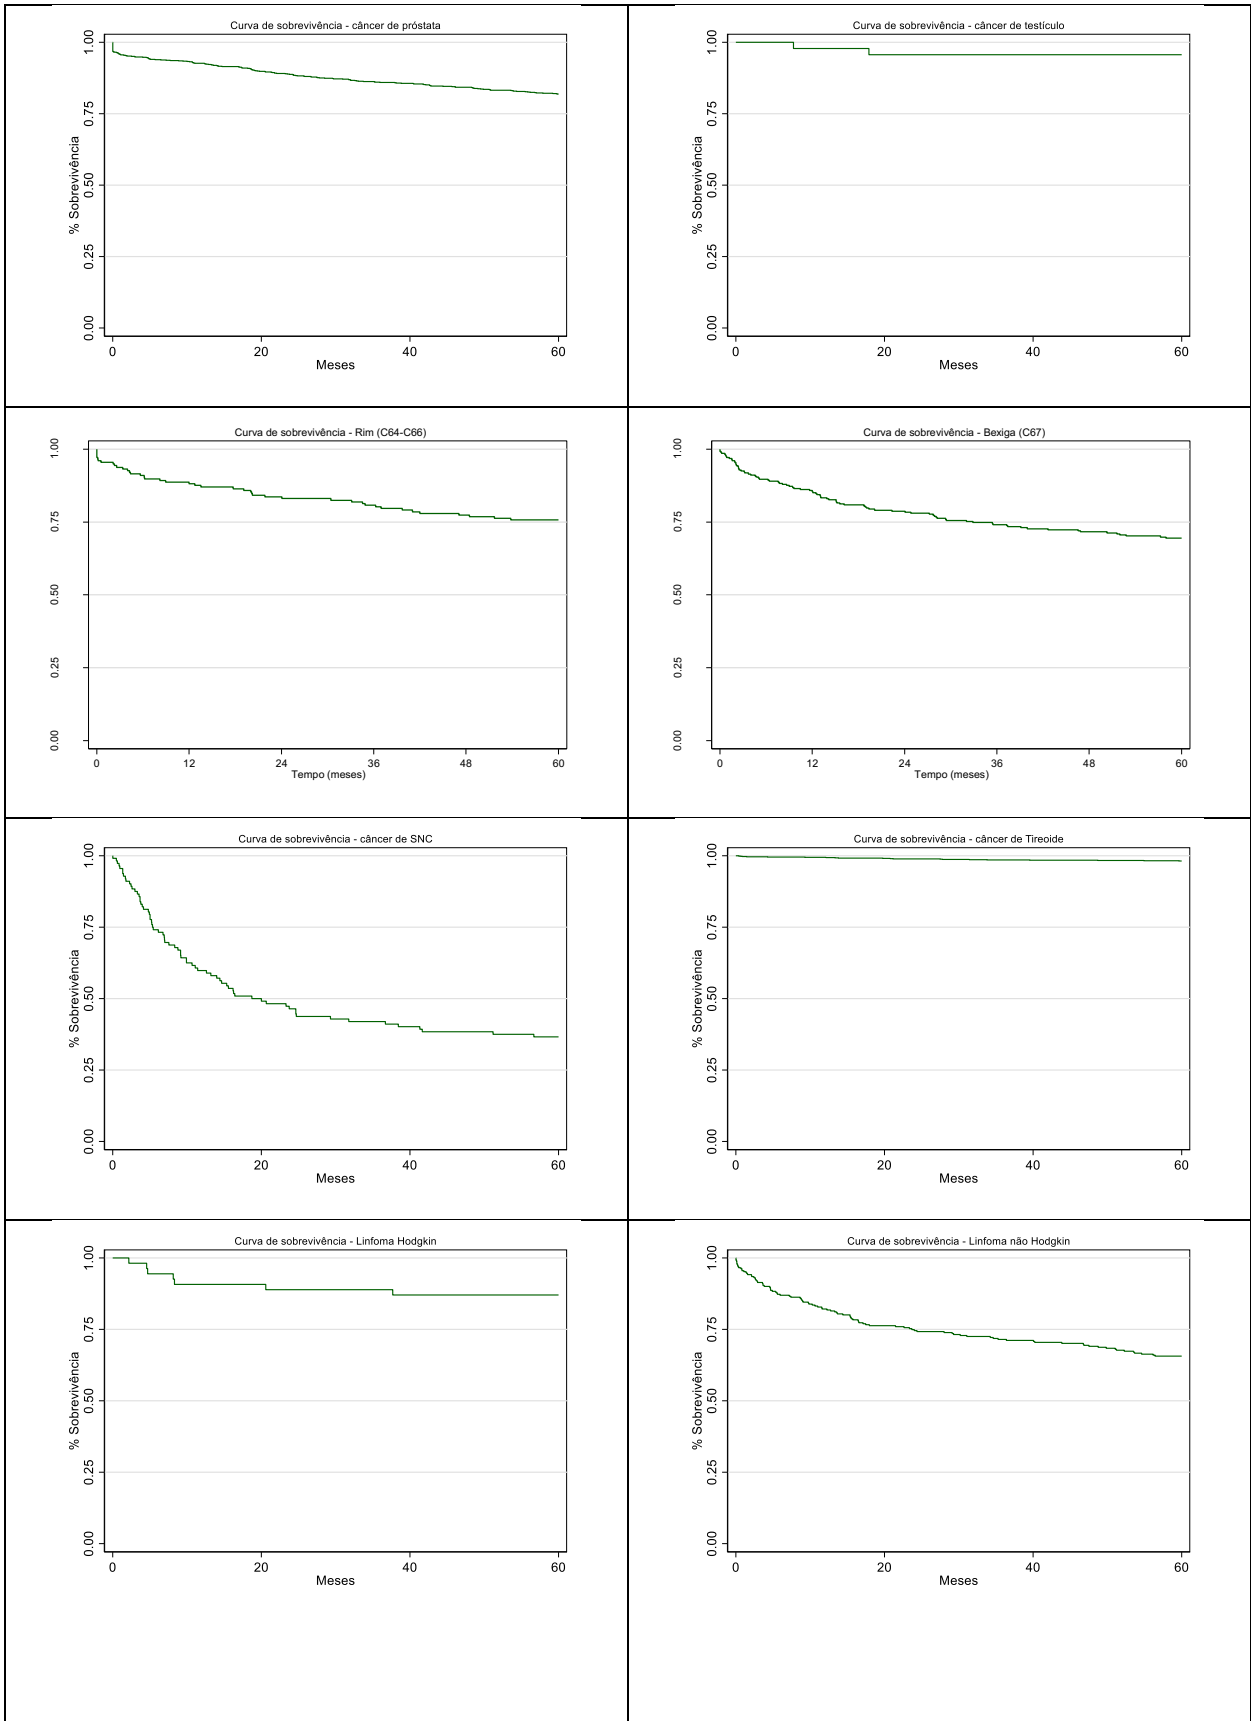 Curva de sobrevivência - câncer de próstata
% Sobrevivência
1.00
0.75
0.50
0.25
0.00
0 20 40 60
Meses
Curva de sobrevivência - câncer de testículo
% Sobrevivência
1.00
0.75
0.50
0.25
0.00
0 20 40 60
Meses
Curva de sobrevivência - Rim (C64-C66)
1.00
0.75
0.50
0.25
0.00
0 12 24 36 48 60
Tempo (meses)
Curva de sobrevivência - Bexiga (C67)
1.00
0.75
0.50
0.25
0.00
0 12 24 36 48 60
Tempo (meses)
Curva de sobrevivência - câncer de SNC
% Sobrevivência
1.00
0.75
0.50
0.25
0.00
0 20 40 60
Meses
Curva de sobrevivência - câncer de Tireoide
% Sobrevivência
1.00
0.75
0.50
0.25
0.00
0 20 40 60
Meses
Curva de sobrevivência - Linfoma Hodgkin
% Sobrevivência
1.00
0.75
0.50
0.25
0.00
0 20 40 60
Meses
Curva de sobrevivência - Linfoma não Hodgkin
% Sobrevivência
1.00
0.75
0.50
0.25
0.00
0 20 40 60
Meses